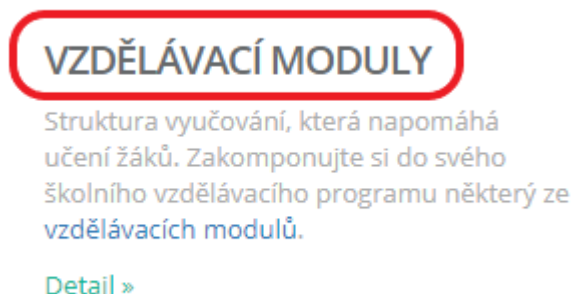 VZDĚLÁVACÍ MODULY
Struktura vyučování, která napomáhá
učení žáků. Zakomponujte si do svého
školního vzdělávacího programu některý ze
vzdělávacích modulů.
Detail »